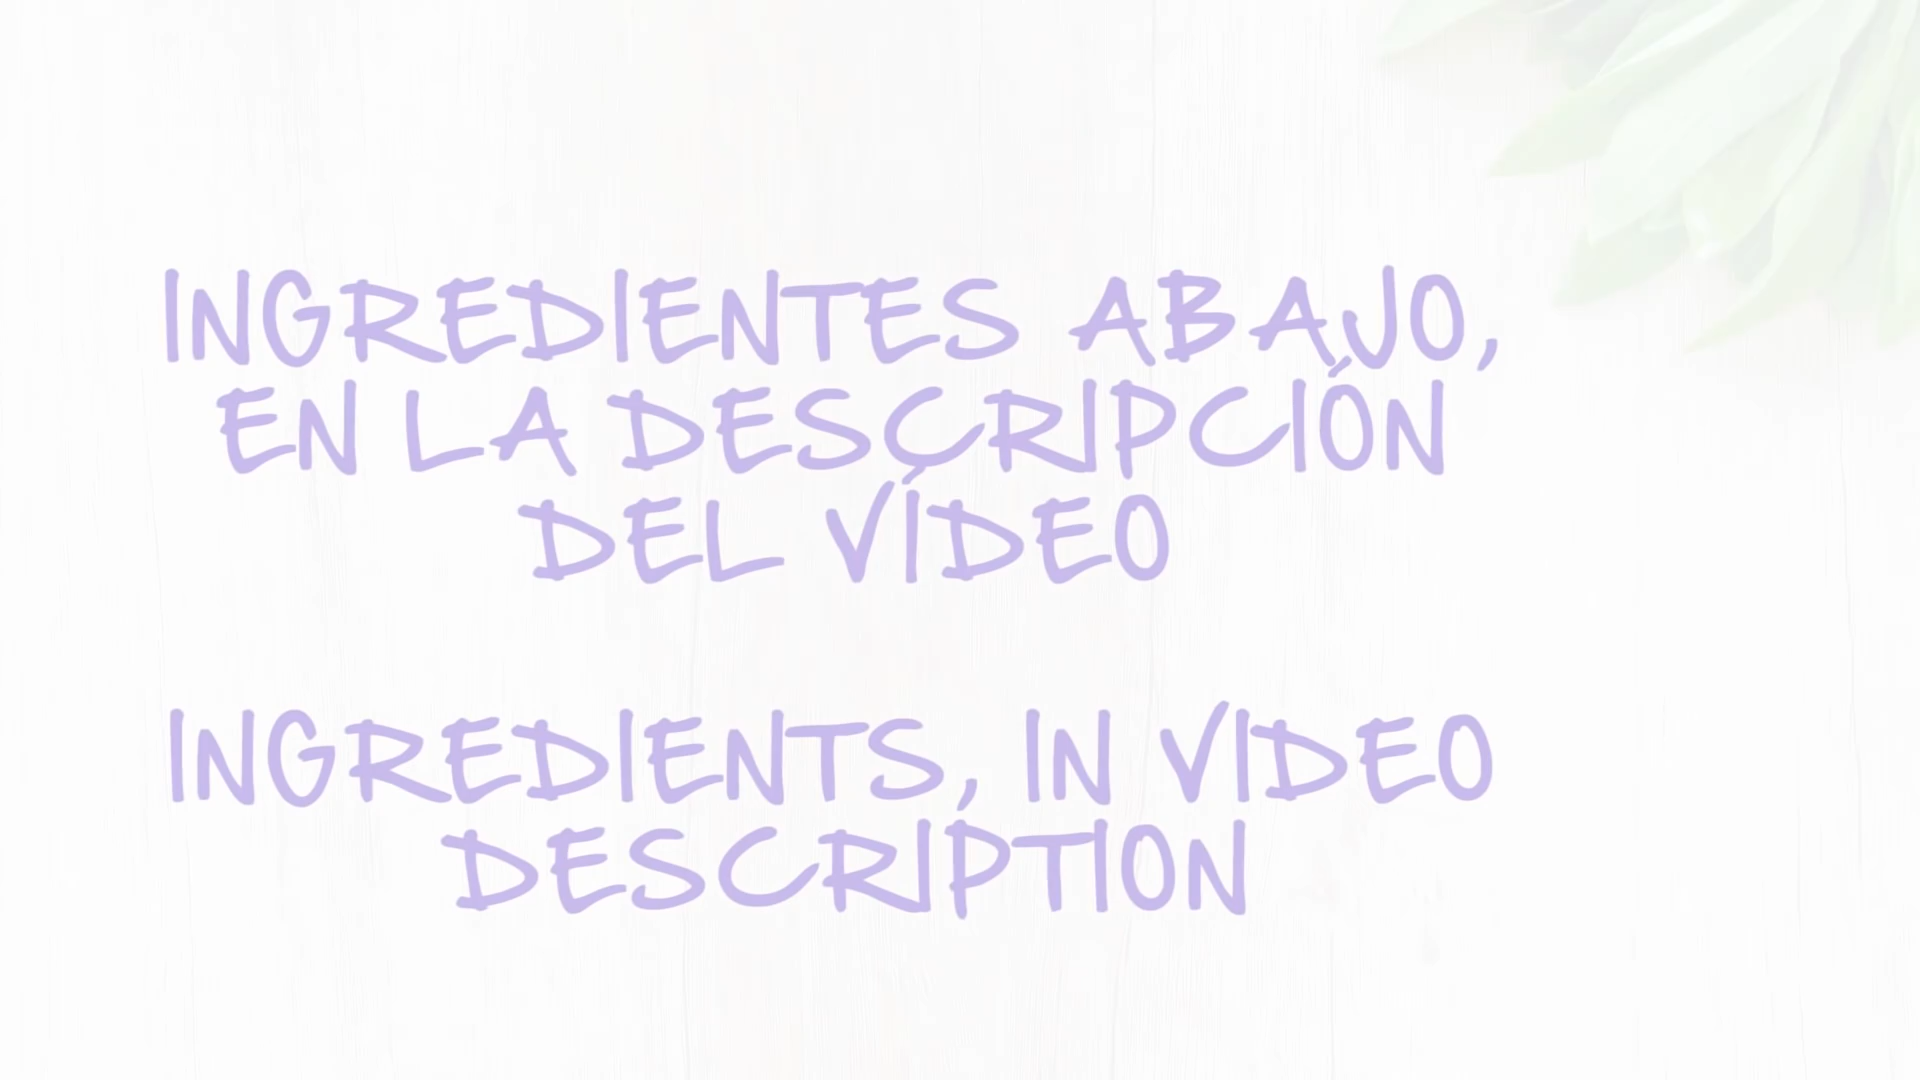 INGREDIENTES ABAJO,
EN LA DESCRIPCIÓN
DEL VÍDEO
INGREDIENTS, IN VIDEO
DESCRIPTION